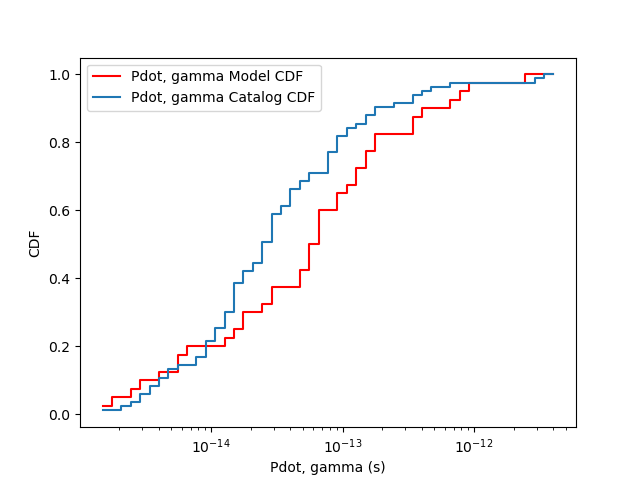 Pdot, gamma Model CDF
Pdot, gamma Catalog CDF
1.0
0.8
0.6
0.4
0.2
0.0
CDF
10⁻¹⁴ 10⁻¹³ 10⁻¹²
Pdot, gamma (s)